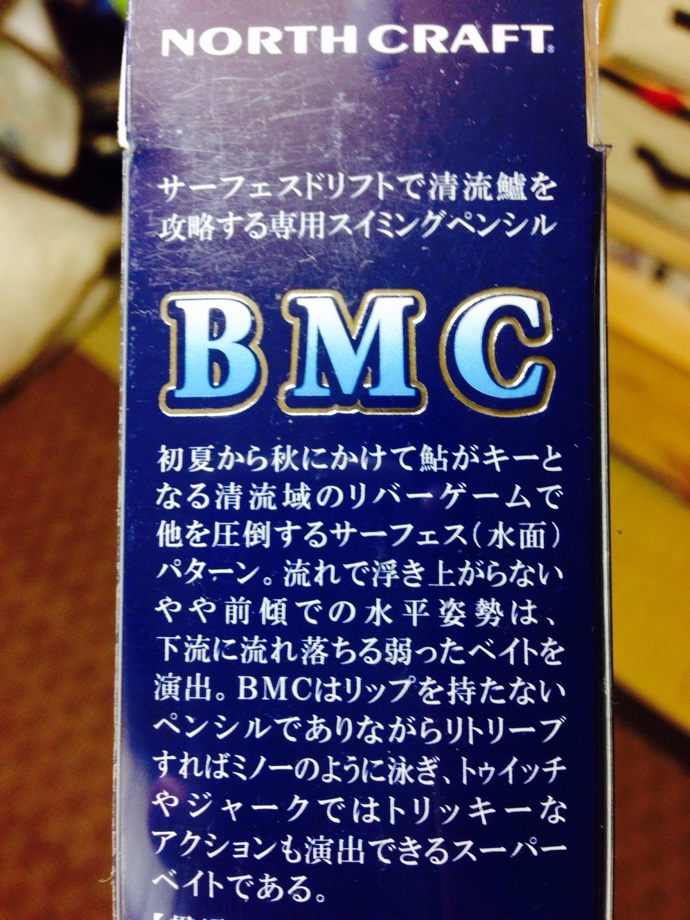 NORTH CRAFT®
サーフェスドリフトで清流鱸を
攻略する専用スイミングペンシル
BMC
初夏から秋にかけて鮎がキーと
なる清流域のリバーゲームで
他を圧倒するサーフェス(水面)
パターン。流れで浮き上がらない
やや前傾での水平姿勢は、
下流に流れ落ちる弱ったベイトを
演出。BMCはリップを持たない
ペンシルでありながらリトリーブ
すればミノーのように泳ぎ、トゥイッチ
やジャークではトリッキーな
アクションも演出できるスーパー
ベイトである。